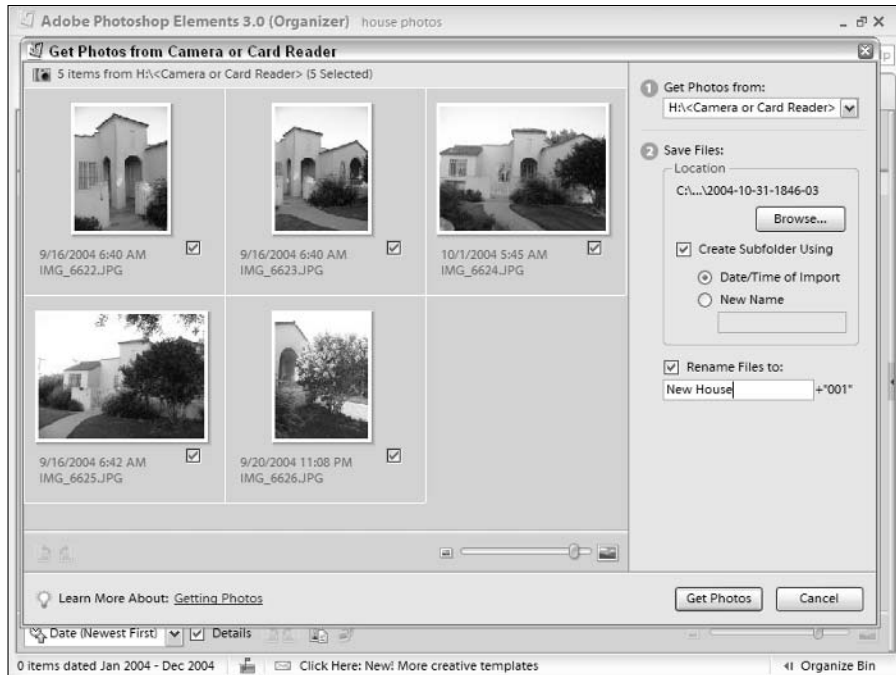 Adobe Photoshop Elements 3.0 (Organizer) house photos
Get Photos from Camera or Card Reader
5 items from H:\<Camera or Card Reader> (5 Selected)
9/16/2004 6:40 AM
IMG_6622.JPG
9/16/2004 6:40 AM
IMG_6623.JPG
10/1/2004 5:45 AM
IMG_6624.JPG
9/16/2004 6:42 AM
IMG_6625.JPG
9/20/2004 11:08 PM
IMG_6626.JPG
1 Get Photos from:
H:\<Camera or Card Reader>
2 Save Files:
Location
C:\...\2004-10-31-1846-03
Browse...
Create Subfolder Using
Date/Time of Import
New Name
Rename Files to:
New House +"001"
Learn More About: Getting Photos
Get Photos
Cancel
Date (Newest First) Details
0 items dated Jan 2004 - Dec 2004
Click Here: New! More creative templates
Organize Bin